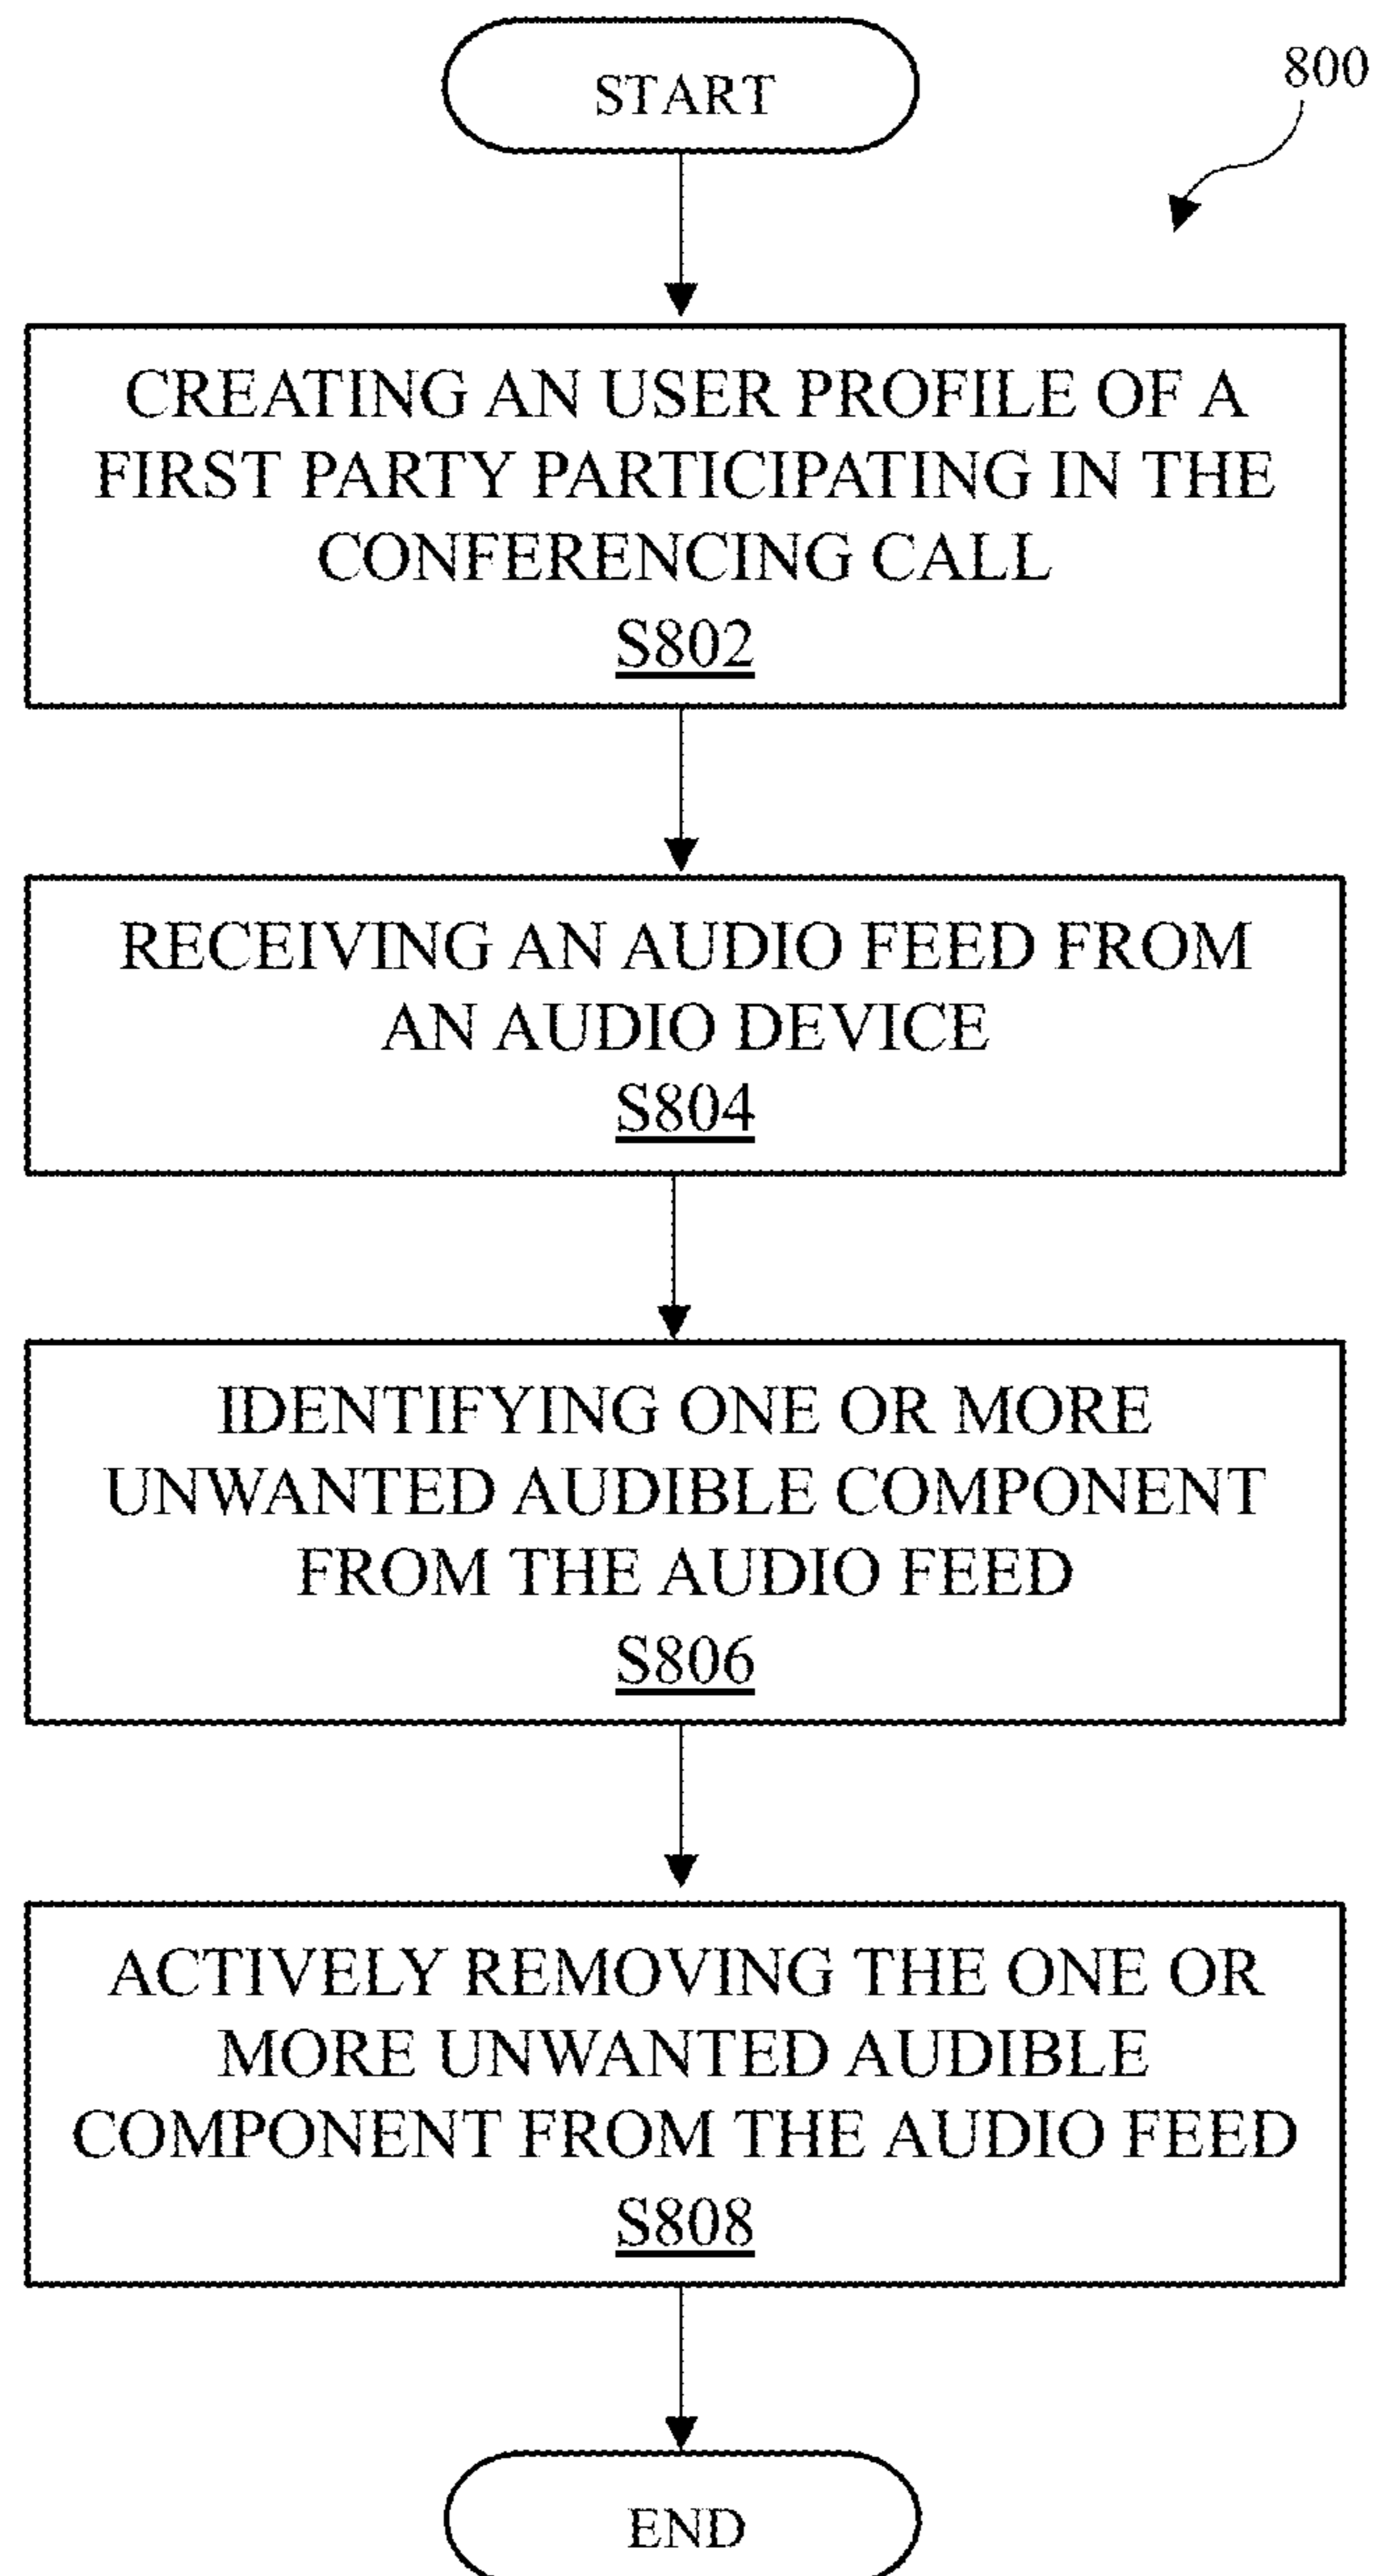 START
800
CREATING AN USER PROFILE OF A
FIRST PARTY PARTICIPATING IN THE
CONFERENCING CALL
S802
RECEIVING AN AUDIO FEED FROM
AN AUDIO DEVICE
S804
IDENTIFYING ONE OR MORE
UNWANTED AUDIBLE COMPONENT
FROM THE AUDIO FEED
S806
ACTIVELY REMOVING THE ONE OR
MORE UNWANTED AUDIBLE
COMPONENT FROM THE AUDIO FEED
S808
END